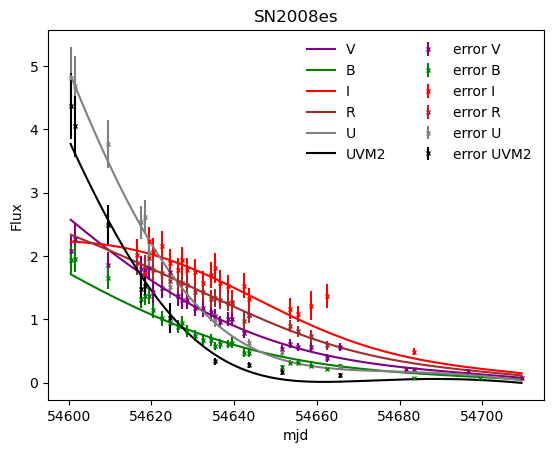 SN2008es
V
B
I
R
U
UVM2
error V
error B
error I
error R
error U
error UVM2
Flux
5
4
3
2
1
0
54600
54620
54640
54660
54680
54700
mjd